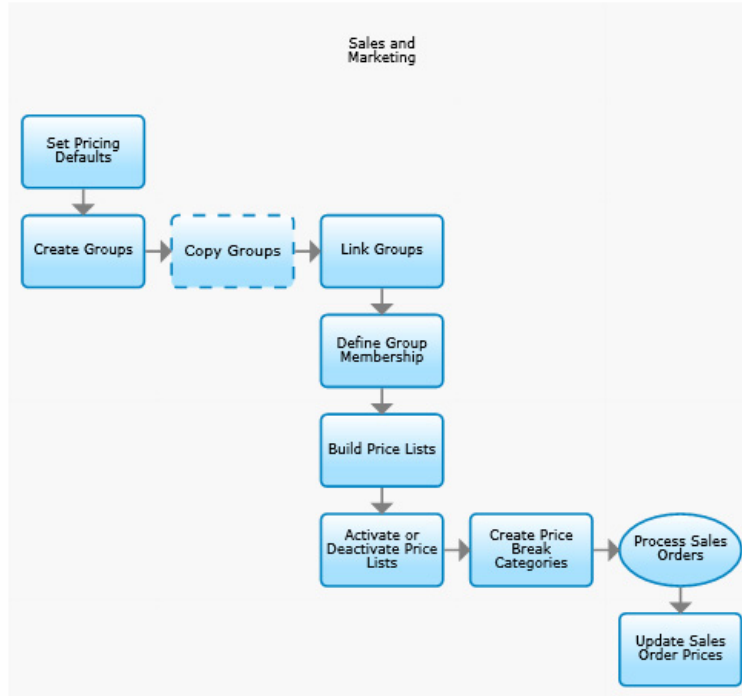 Sales and
Marketing
Set Pricing
Defaults
Create Groups
Copy Groups
Link Groups
Define Group
Membership
Build Price Lists
Activate or
Deactivate Price
Lists
Create Price
Break
Categories
Process Sales
Orders
Update Sales
Order Prices